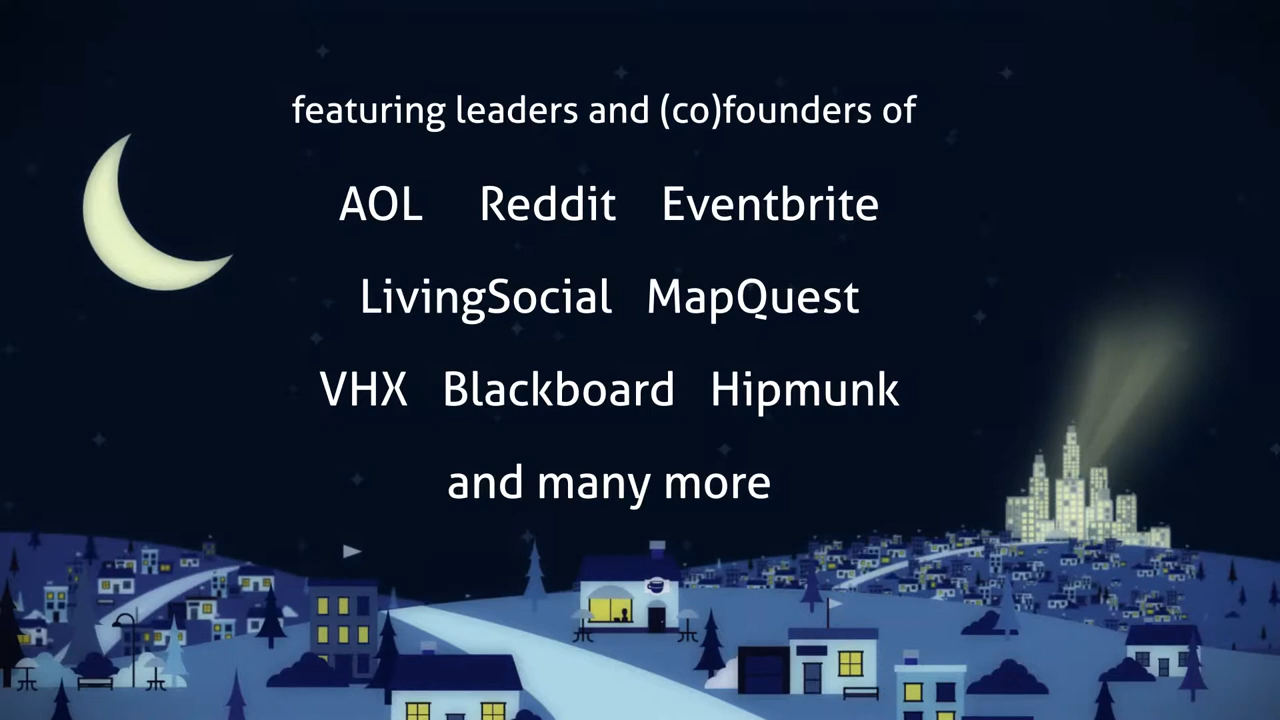 featuring leaders and (co)founders of
AOL Reddit Eventbrite
LivingSocial MapQuest
VHX Blackboard Hipmunk
and many more